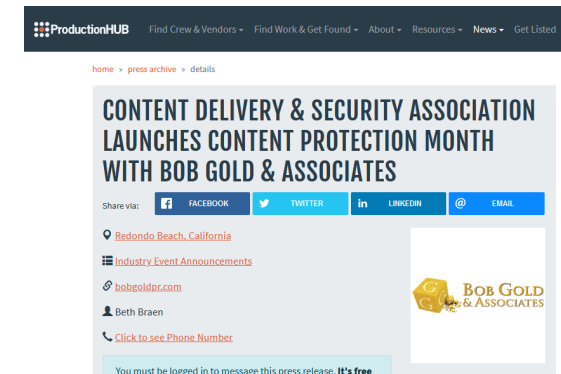 ProductionHUB Find Crew & Vendors Find Work & Get Found About Resources News Get Listed
home » press archive » details
CONTENT DELIVERY & SECURITY ASSOCIATION
LAUNCHES CONTENT PROTECTION MONTH
WITH BOB GOLD & ASSOCIATES
Share via: FACEBOOK TWITTER in LINKEDIN @ EMAIL
Redondo Beach, California
Industry Event Announcements
bobgoldpr.com
Beth Braen
Click to see Phone Number
G G
BOB GOLD
& ASSOCIATES
You must be logged in to message this press release. It's free